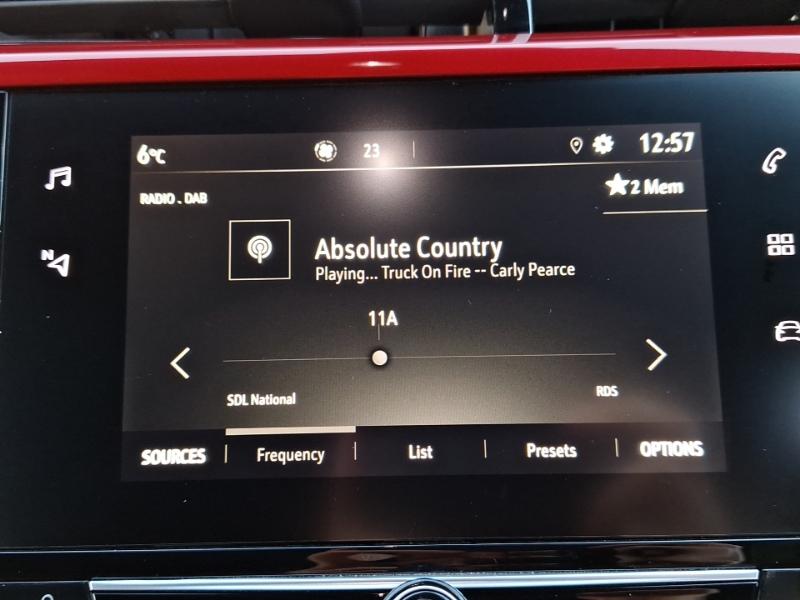 6°C 23 12:57
RADIO . DAB
2 Mem
Absolute Country
Playing... Truck On Fire -- Carly Pearce
11A
SDL National RDS
SOURCES Frequency List Presets OPTIONS
N